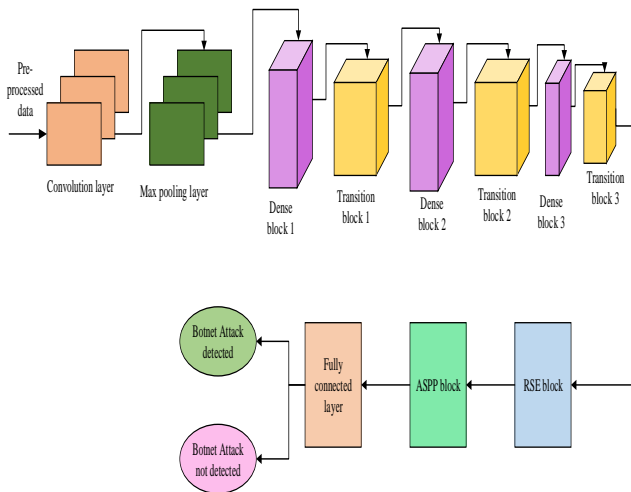 Pre-
processed
data
Convolution layer
Max pooling layer
Dense
block 1
Transition
block 1
Dense
block 2
Transition
block 2
Dense
block 3
Transition
block 3
Botnet Attack
detected
Botnet Attack
not detected
Fully
connected
layer
ASPP block
RSE block